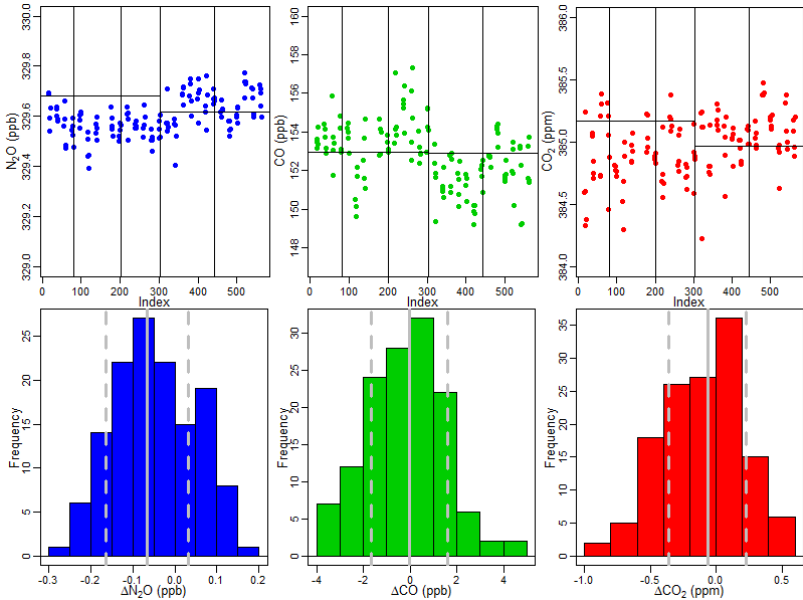 330.0
329.8
329.6
329.4
329.2
329.0
N₂O (ppb)
0 100 200 300 400 500
Index
160
158
156
154
152
150
148
CO (ppb)
0 100 200 300 400 500
Index
386.0
385.5
385.0
384.5
384.0
CO₂ (ppm)
0 100 200 300 400 500
Index
25
20
15
10
5
0
Frequency
-0.3 -0.2 -0.1 0.0 0.1 0.2
ΔN₂O (ppb)
30
20
10
5
0
Frequency
-4 -2 0 2 4
ΔCO (ppb)
35
25
15
5
0
Frequency
-1.0 -0.5 0.0 0.5
ΔCO₂ (ppm)